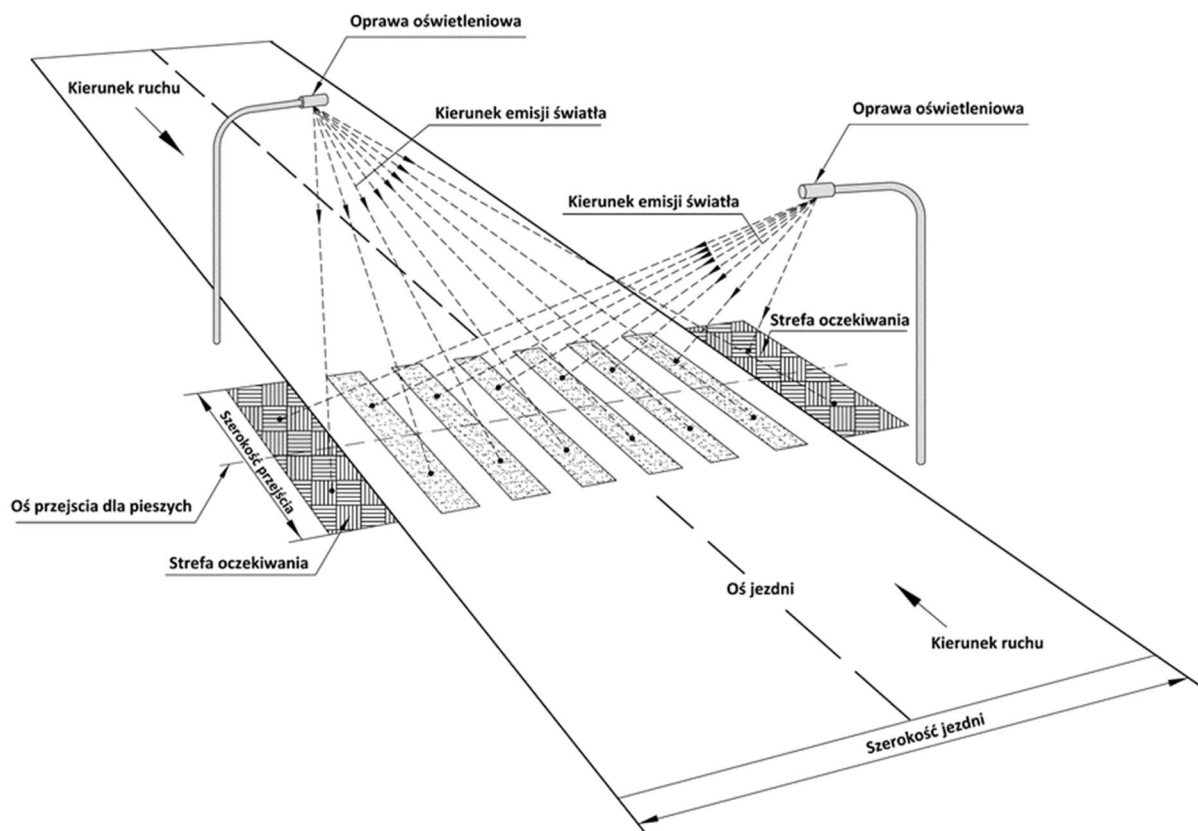 Oprawa oświetleniowa
Kierunek ruchu
Kierunek emisji światła
Oprawa oświetleniowa
Kierunek emisji światła
Strefa oczekiwania
Szerokość przejścia
Oś przejscia dla pieszych
Strefa oczekiwania
Oś jezdni
Kierunek ruchu
Szerokość jezdni